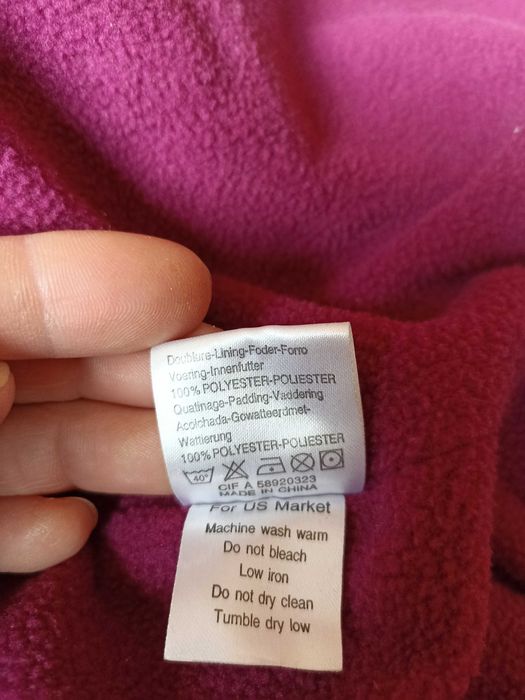 Doublure-Lining-Foder-Forro
Voering-Innenfutter
100% POLYESTER-POLIESTER
Quatinage-Padding-Vaddering
Acolchada-Gowatteerdmet-
Wattierung
100% POLYESTER-POLIESTER
40°
CIF A 58920323
MADE IN CHINA
For US Market
Machine wash warm
Do not bleach
Low iron
Do not dry clean
Tumble dry low